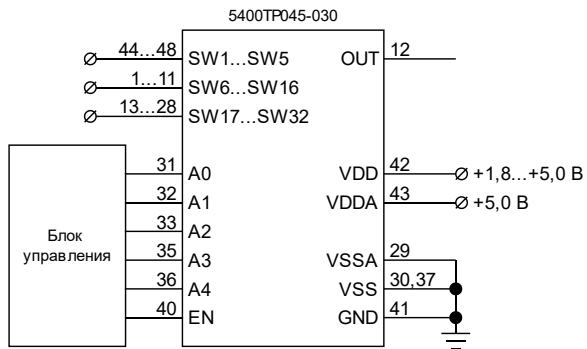 5400ТР045-030
44...48 SW1...SW5 OUT 12
1...11 SW6...SW16
13...28 SW17...SW32
31 A0 VDD 42 +1,8...+5,0 В
32 A1 VDDA 43 +5,0 В
33 A2
Блок
управления
35 A3 VSSA 29
36 A4 VSS 30,37
40 EN GND 41